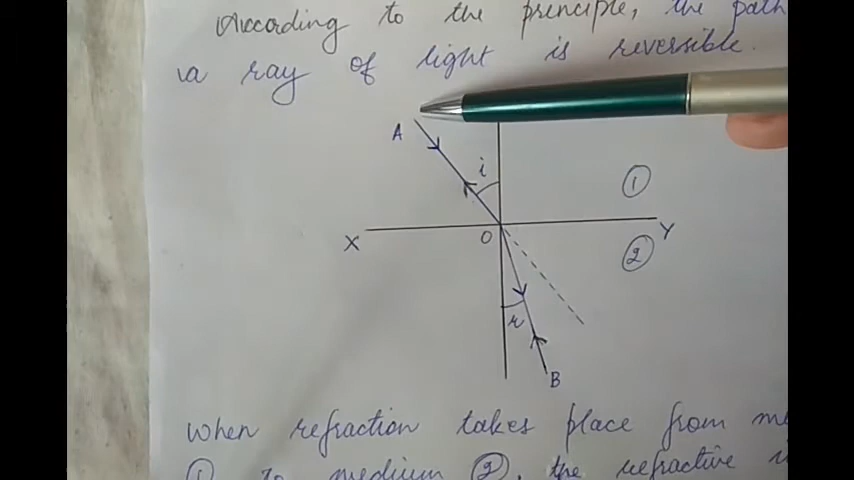 According to the principle, the path
a ray of light is reversible.
A
i
1
X
O
Y
2
r
B
when refraction takes place from
1 to medium 2, the refractive